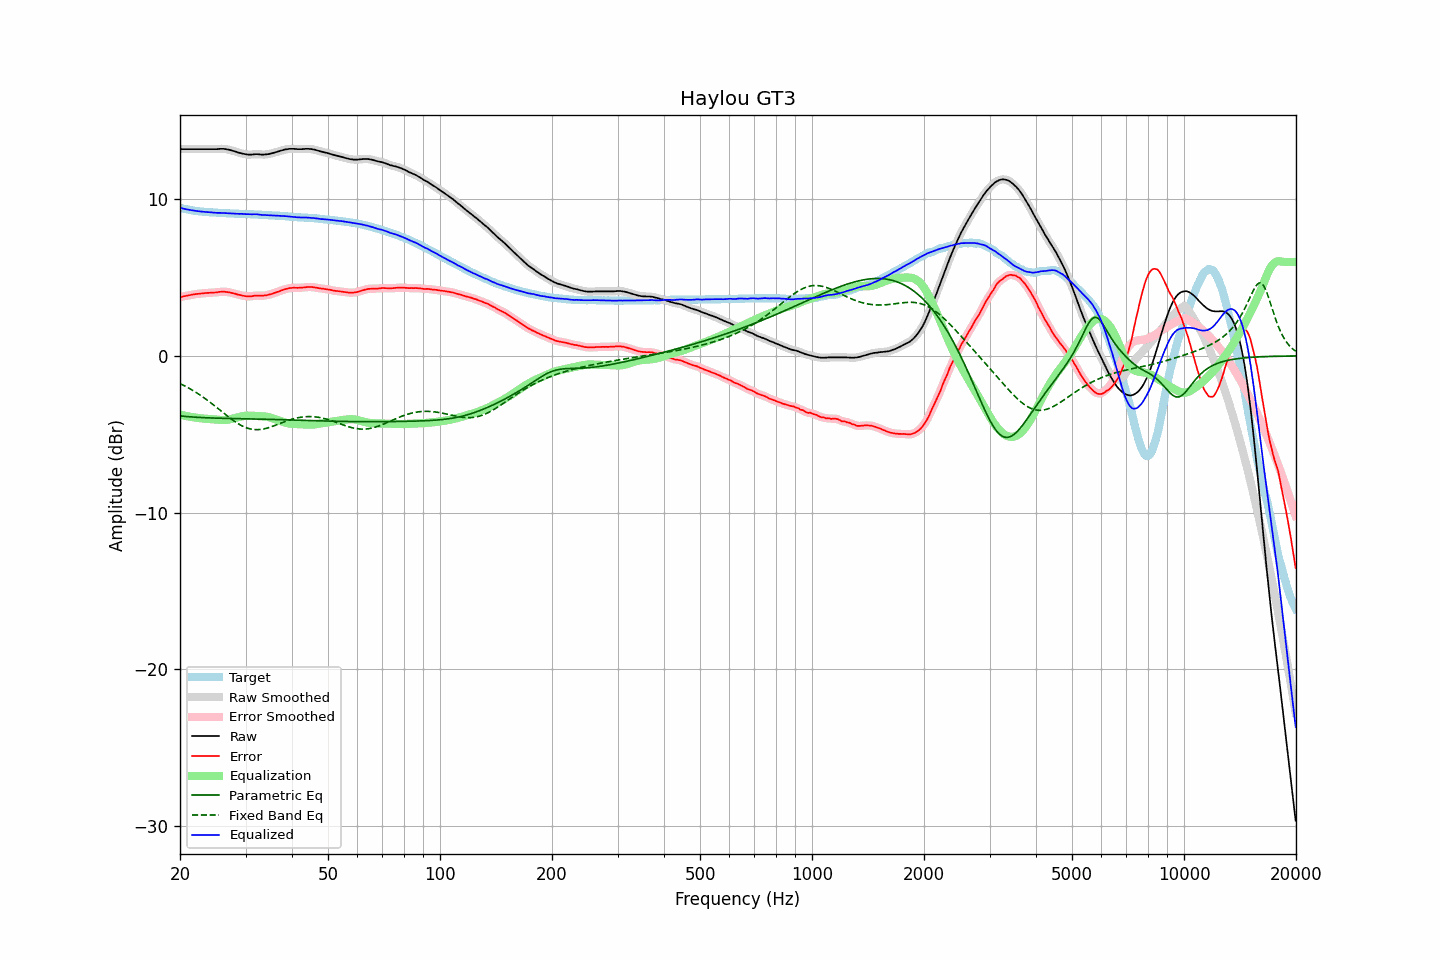 Haylou GT3
Amplitude (dBr)
10
0
−10
−20
−30
Target
Raw Smoothed
Error Smoothed
Raw
Error
Equalization
Parametric Eq
Fixed Band Eq
Equalized
20 50 100 200 500 1000 2000 5000 10000 20000
Frequency (Hz)